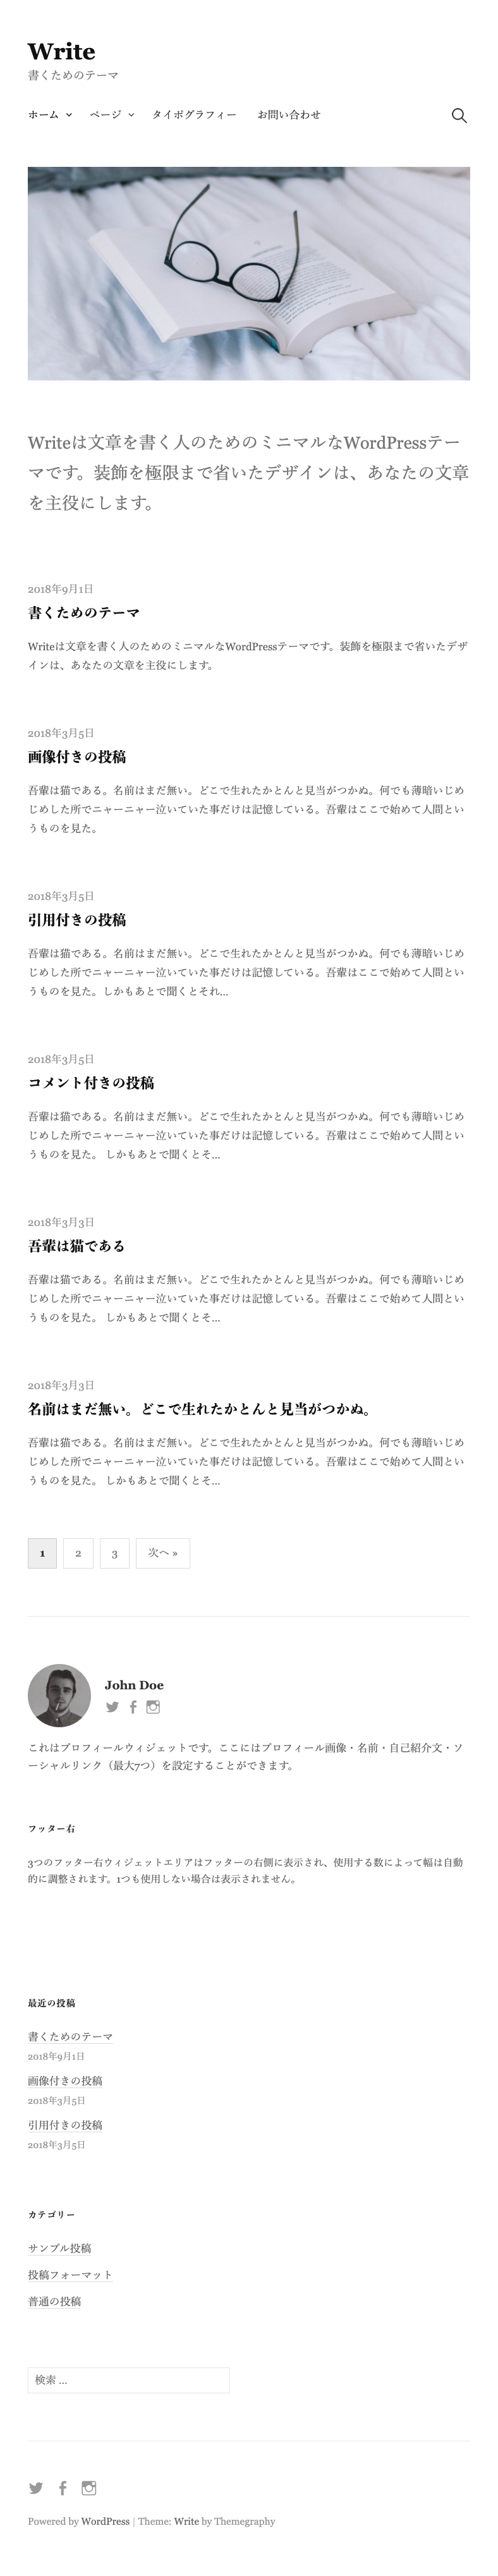 Write
書くためのテーマ
ホーム ページ タイポグラフィー お問い合わせ
Writeは文章を書く人のためのミニマルなWordPressテー
マです。装飾を極限まで省いたデザインは、あなたの文章
を主役にします。
2018年9月1日
書くためのテーマ
Writeは文章を書く人のためのミニマルなWordPressテーマです。装飾を極限まで省いたデザ
インは、あなたの文章を主役にします。
2018年3月5日
画像付きの投稿
吾輩は猫である。名前はまだ無い。どこで生れたかとんと見当がつかぬ。何でも薄暗いじめ
じめした所でニャーニャー泣いていた事だけは記憶している。吾輩はここで始めて人間とい
うものを見た。
2018年3月5日
引用付きの投稿
吾輩は猫である。名前はまだ無い。どこで生れたかとんと見当がつかぬ。何でも薄暗いじめ
じめした所でニャーニャー泣いていた事だけは記憶している。吾輩はここで始めて人間とい
うものを見た。しかもあとで聞くとそれ…
2018年3月5日
コメント付きの投稿
吾輩は猫である。名前はまだ無い。どこで生れたかとんと見当がつかぬ。何でも薄暗いじめ
じめした所でニャーニャー泣いていた事だけは記憶している。吾輩はここで始めて人間とい
うものを見た。 しかもあとで聞くとそ…
2018年3月3日
吾輩は猫である
吾輩は猫である。名前はまだ無い。どこで生れたかとんと見当がつかぬ。何でも薄暗いじめ
じめした所でニャーニャー泣いていた事だけは記憶している。吾輩はここで始めて人間とい
うものを見た。 しかもあとで聞くとそ…
2018年3月3日
名前はまだ無い。どこで生れたかとんと見当がつかぬ。
吾輩は猫である。名前はまだ無い。どこで生れたかとんと見当がつかぬ。何でも薄暗いじめ
じめした所でニャーニャー泣いていた事だけは記憶している。吾輩はここで始めて人間とい
うものを見た。 しかもあとで聞くとそ…
1 2 3 次へ »
John Doe
これはプロフィールウィジェットです。ここにはプロフィール画像・名前・自己紹介文・ソ
ーシャルリンク（最大7つ）を設定することができます。
フッター右
3つのフッター右ウィジェットエリアはフッターの右側に表示され、使用する数によって幅は自動
的に調整されます。1つも使用しない場合は表示されません。
最近の投稿
書くためのテーマ
2018年9月1日
画像付きの投稿
2018年3月5日
引用付きの投稿
2018年3月5日
カテゴリー
サンプル投稿
投稿フォーマット
普通の投稿
検索 …
Powered by WordPress | Theme: Write by Themegraphy